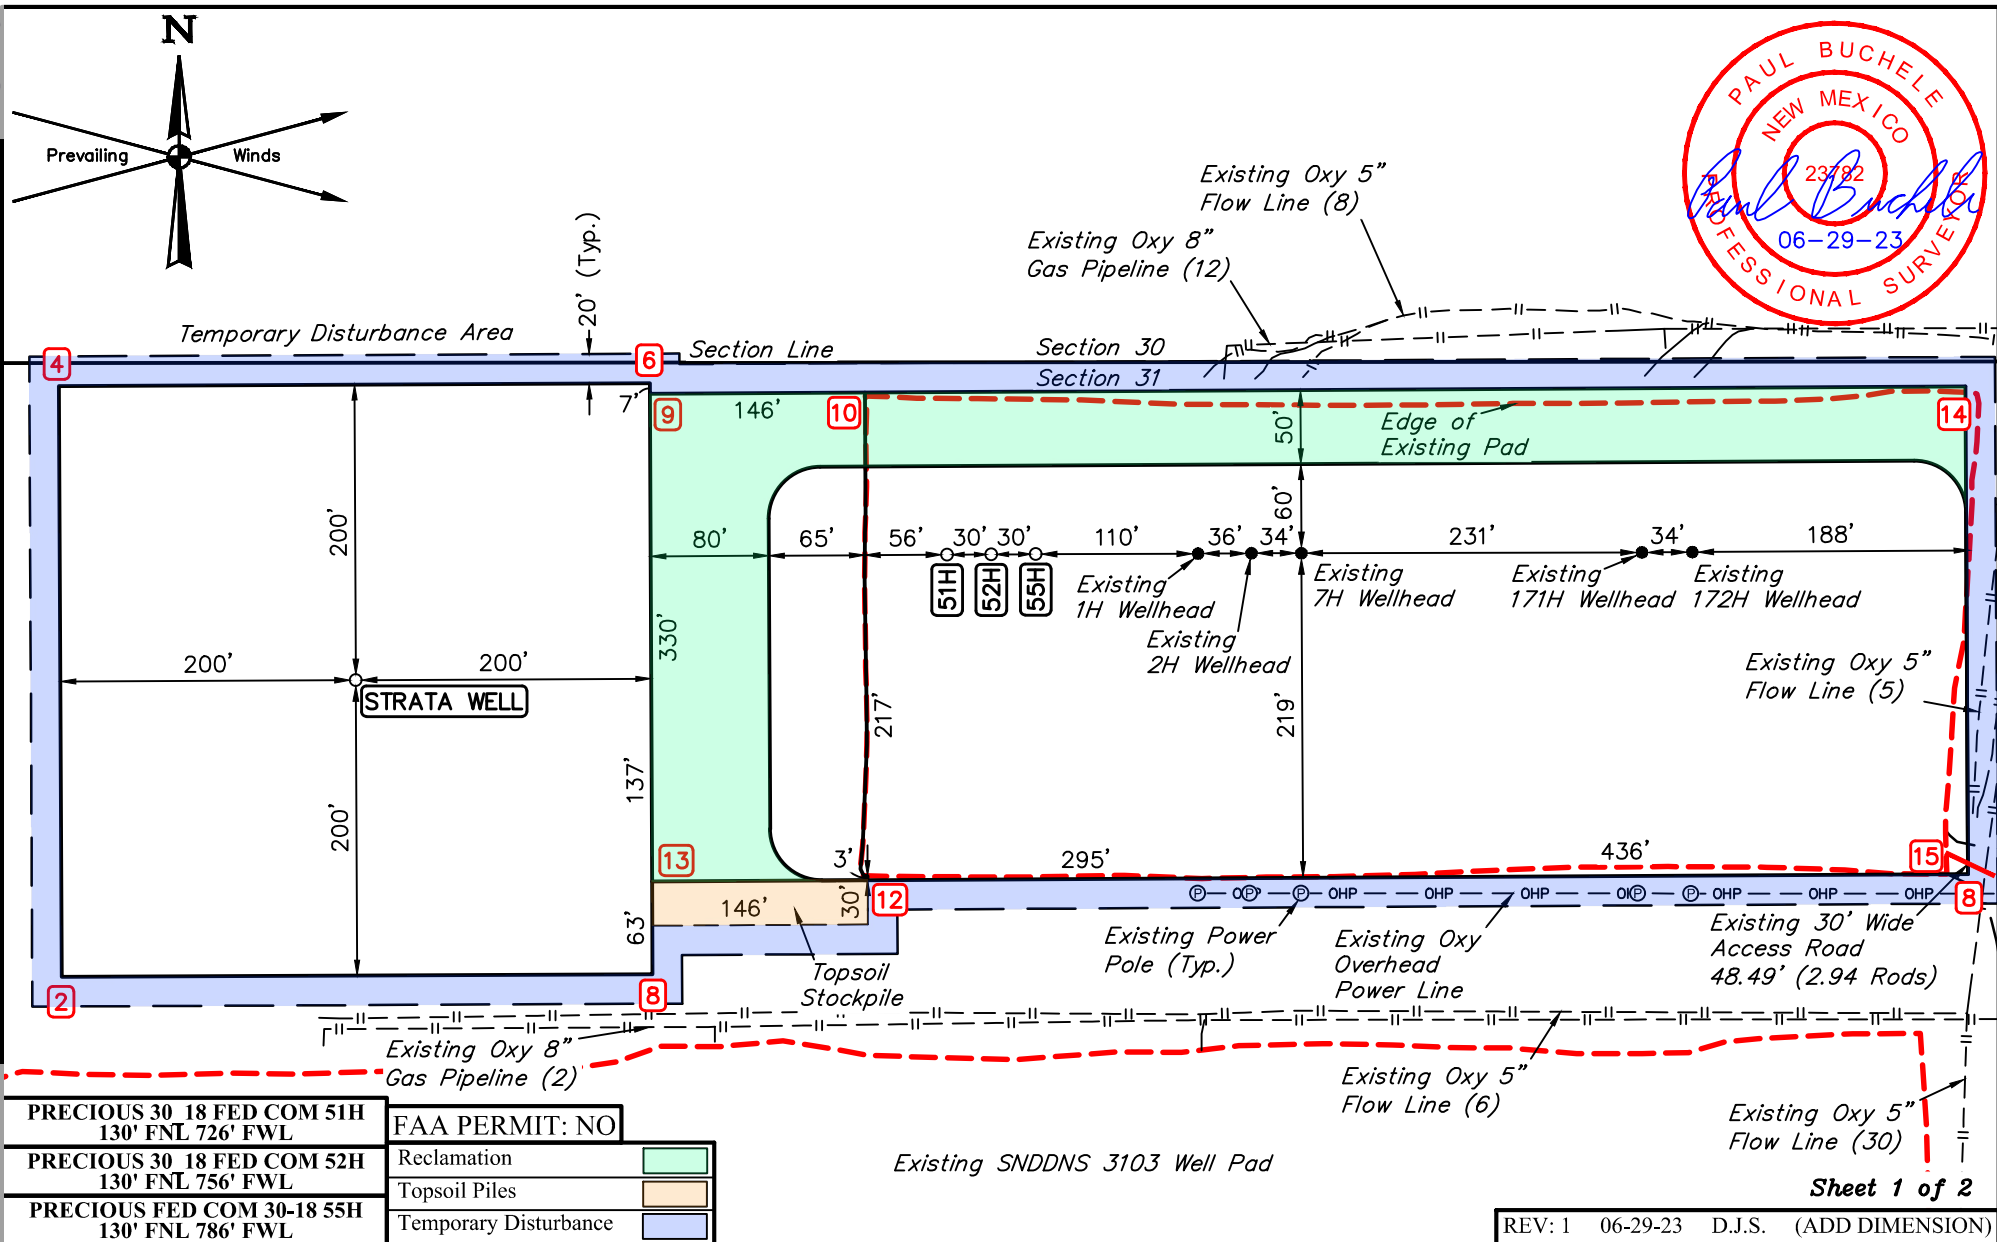 N
Prevailing Winds
PAUL BUCHELE
NEW MEXICO
23782
PROFESSIONAL SURVEYOR
06-29-23
Existing Oxy 5"
Flow Line (8)
Existing Oxy 8"
Gas Pipeline (12)
20' (Typ.)
Temporary Disturbance Area
Section Line
Section 30
Section 31
4
6
7'
9
146'
10
50'
Edge of
Existing Pad
14
200'
80'
65'
56'
30'
30'
110'
36'
34'
60'
231'
34'
188'
51H
52H
55H
Existing
1H Wellhead
Existing
2H Wellhead
Existing
7H Wellhead
Existing
171H Wellhead
Existing
172H Wellhead
330'
200'
200'
STRATA WELL
217'
219'
Existing Oxy 5"
Flow Line (5)
137'
200'
13
3'
295'
436'
15
63'
146'
30'
12
P
OHP
P
P
OHP
OHP
OHP
P
P
OHP
OHP
OHP
8
2
8
Topsoil
Stockpile
Existing Power
Pole (Typ.)
Existing Oxy
Overhead
Power Line
Existing 30' Wide
Access Road
48.49' (2.94 Rods)
Existing Oxy 8"
Gas Pipeline (2)
Existing Oxy 5"
Flow Line (6)
Existing Oxy 5"
Flow Line (30)
Existing SNDDNS 3103 Well Pad
PRECIOUS 30_18 FED COM 51H
130' FNL 726' FWL
PRECIOUS 30_18 FED COM 52H
130' FNL 756' FWL
PRECIOUS FED COM 30-18 55H
130' FNL 786' FWL
FAA PERMIT: NO
Reclamation
Topsoil Piles
Temporary Disturbance
Sheet 1 of 2
REV: 1 06-29-23 D.J.S. (ADD DIMENSION)